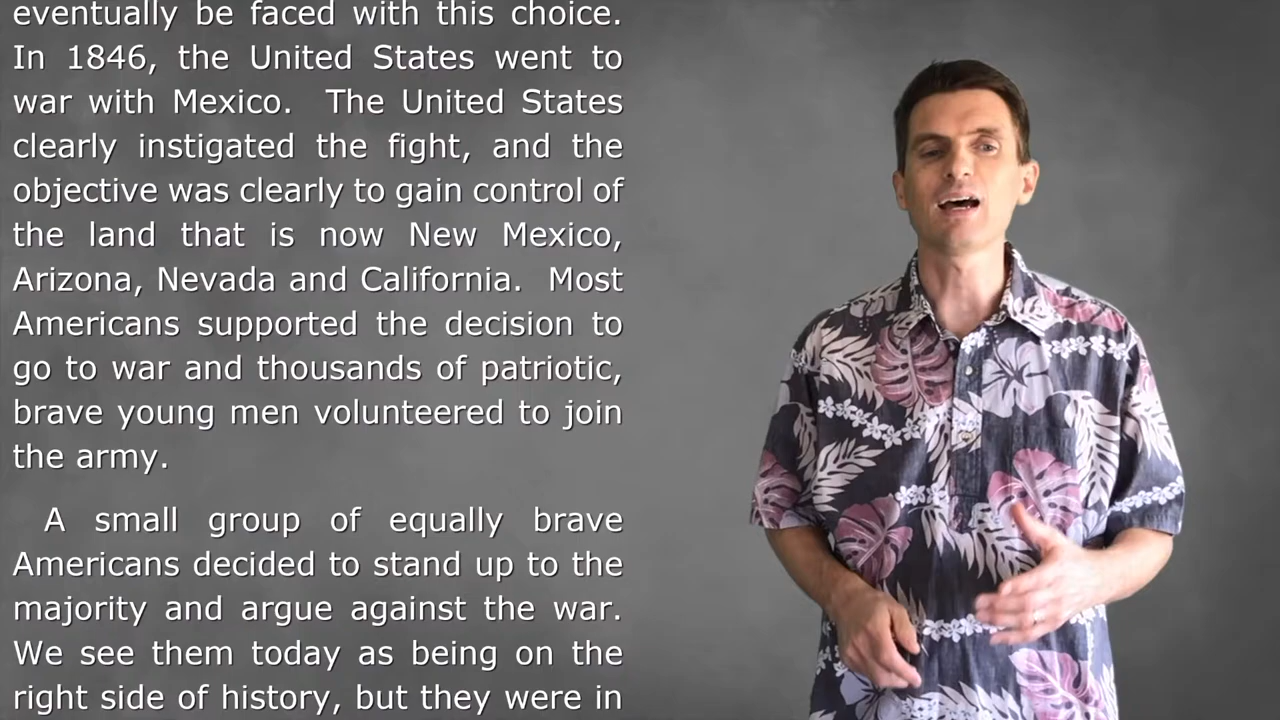 eventually be faced with this choice.
In 1846, the United States went to
war with Mexico.  The United States
clearly instigated the fight, and the
objective was clearly to gain control of
the land that is now New Mexico,
Arizona, Nevada and California.  Most
Americans supported the decision to
go to war and thousands of patriotic,
brave young men volunteered to join
the army.
A small group of equally brave
Americans decided to stand up to the
majority and argue against the war.
We see them today as being on the
right side of history, but they were in